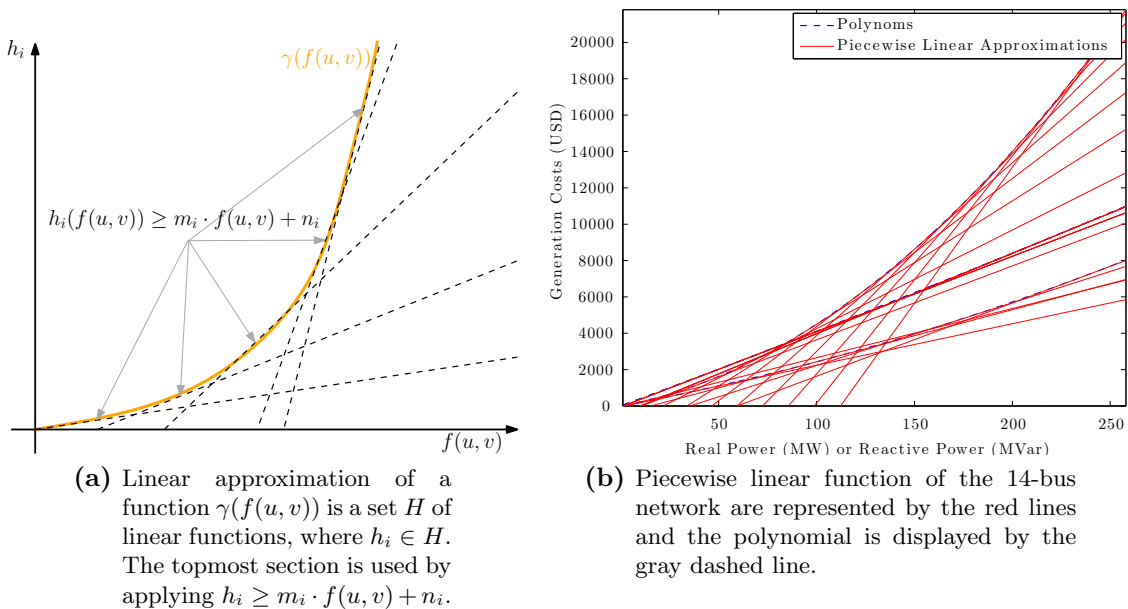 h_i
γ(f(u, v))
h_i(f(u, v)) ≥ m_i · f(u, v) + n_i
f(u, v)
(a) Linear approximation of a
function γ(f(u, v)) is a set H of
linear functions, where h_i ∈ H.
The topmost section is used by
applying h_i ≥ m_i · f(u, v) + n_i.
Polynoms
Piecewise Linear Approximations
Generation Costs (USD)
20000
18000
16000
14000
12000
10000
8000
6000
4000
2000
0
50
100
150
200
250
Real Power (MW) or Reactive Power (MVar)
(b) Piecewise linear function of the 14-bus
network are represented by the red lines
and the polynomial is displayed by the
gray dashed line.